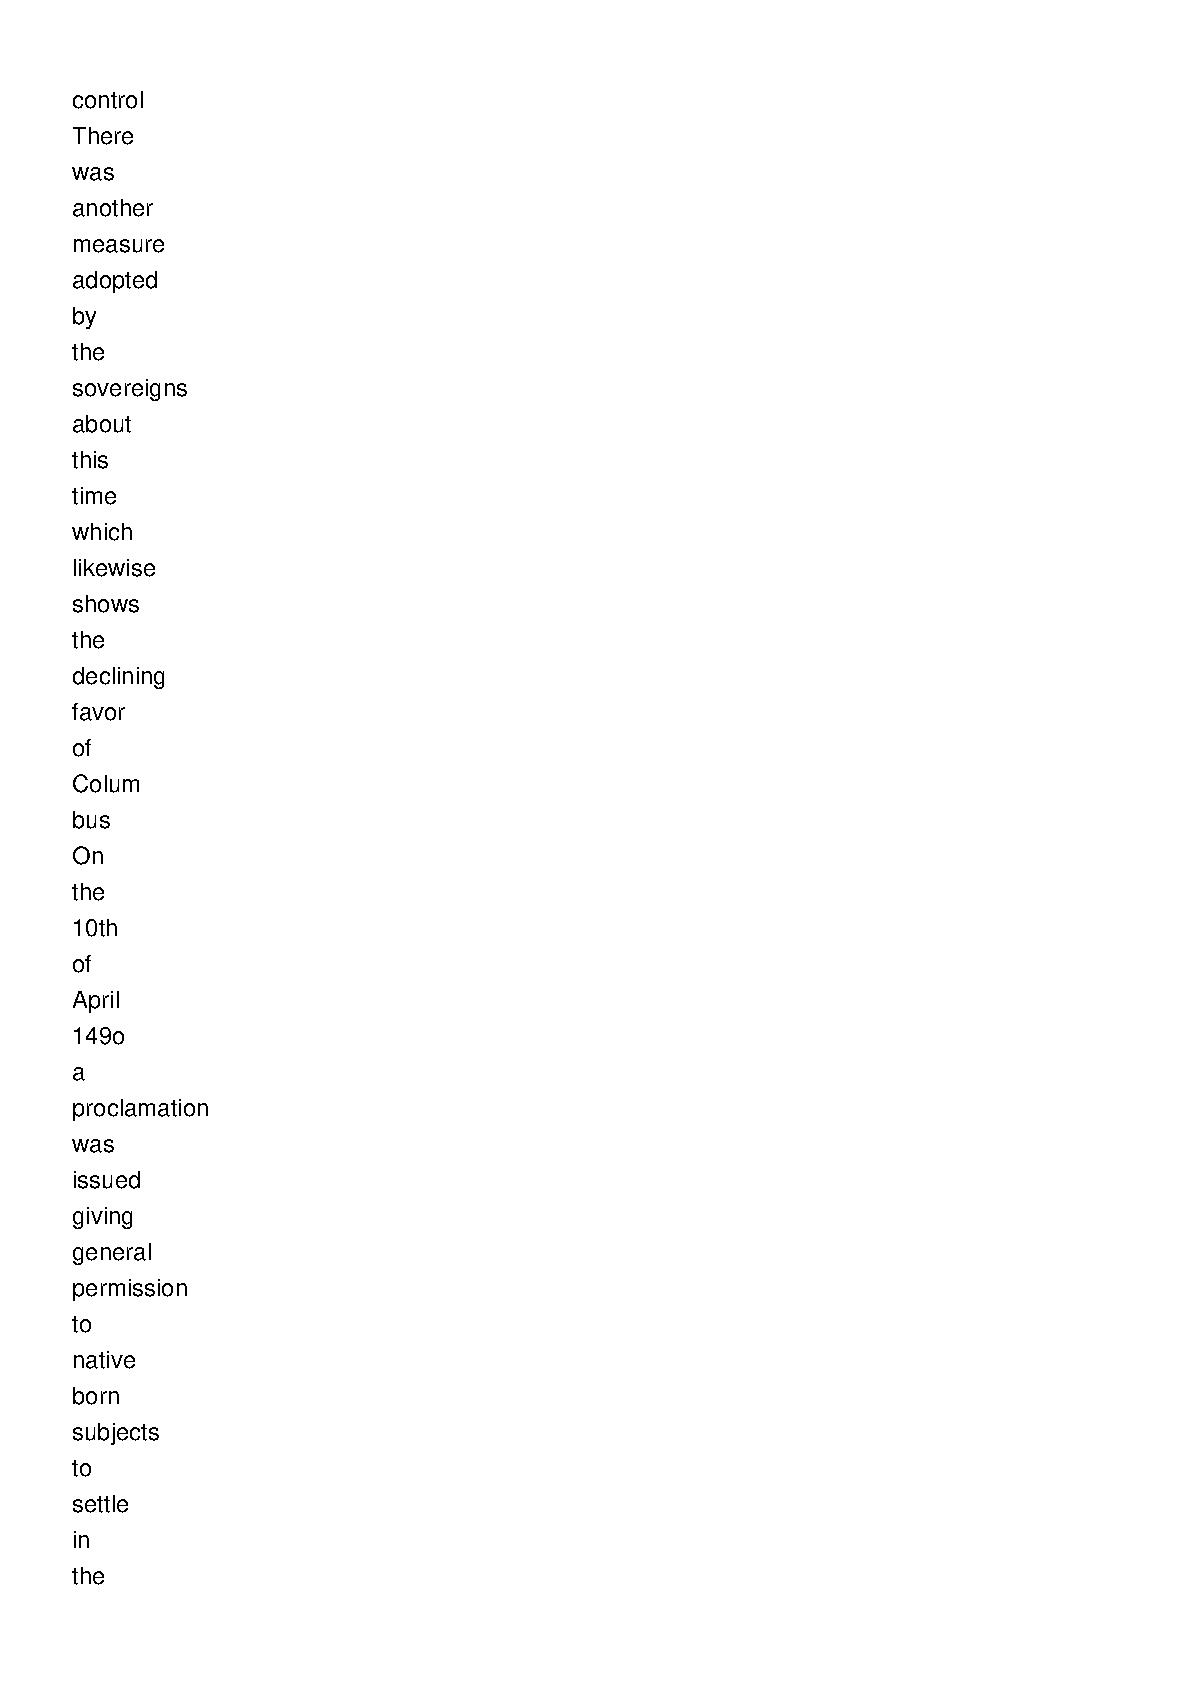 control
There
was
another
measure
adopted
by
the
sovereigns
about
this
time
which
likewise
shows
the
declining
favor
of
Colum
bus
On
the
10th
of
April
149o
a
proclamation
was
issued
giving
general
permission
to
native
born
subjects
to
settle
in
the